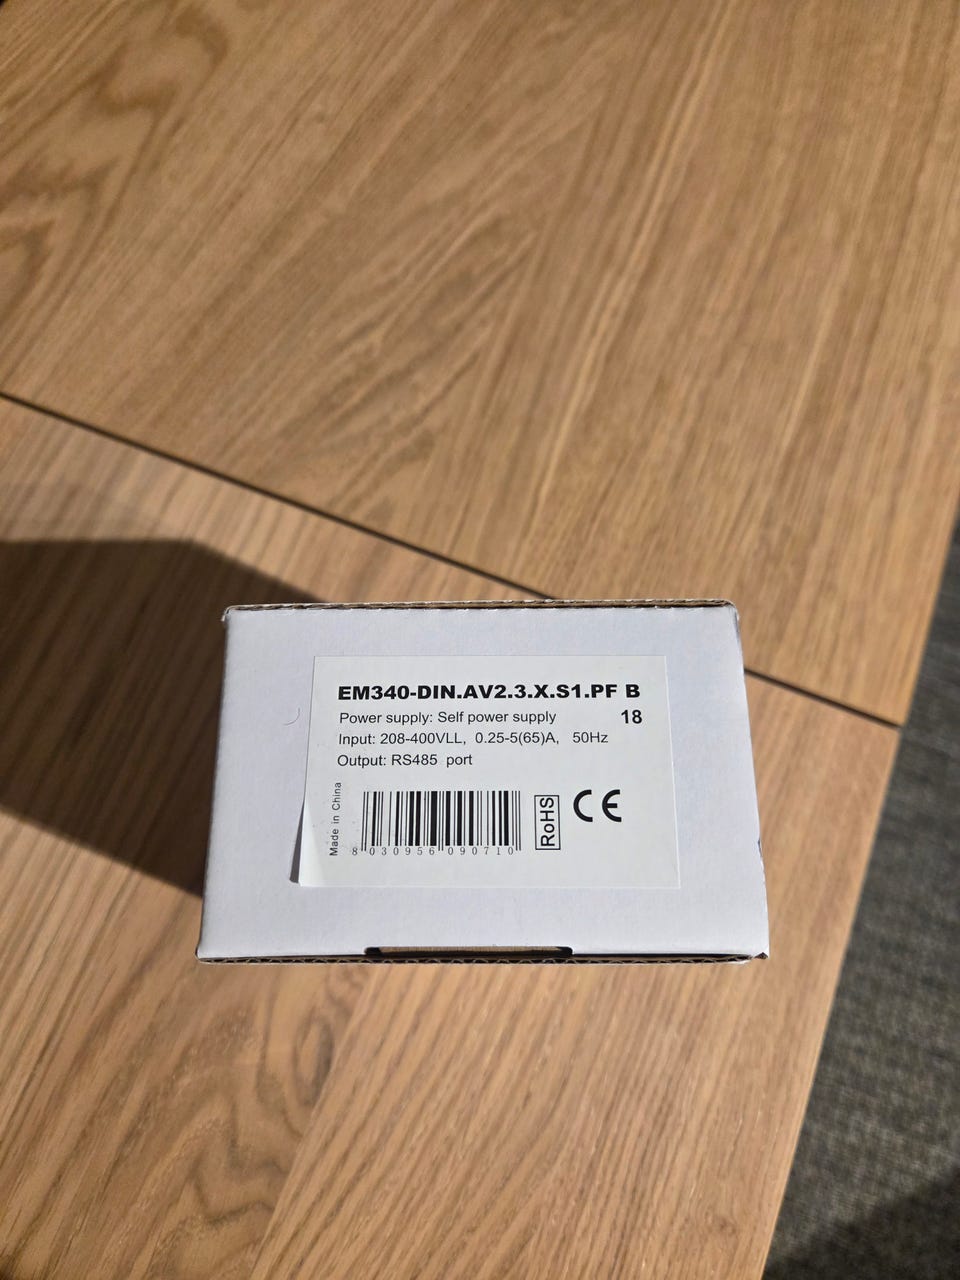 EM340-DIN.AV2.3.X.S1.PF B
Power supply: Self power supply 18
Input: 208-400VLL, 0.25-5(65)A, 50Hz
Output: RS485 port
Made in China
8 030956 090710
RoHS
CE